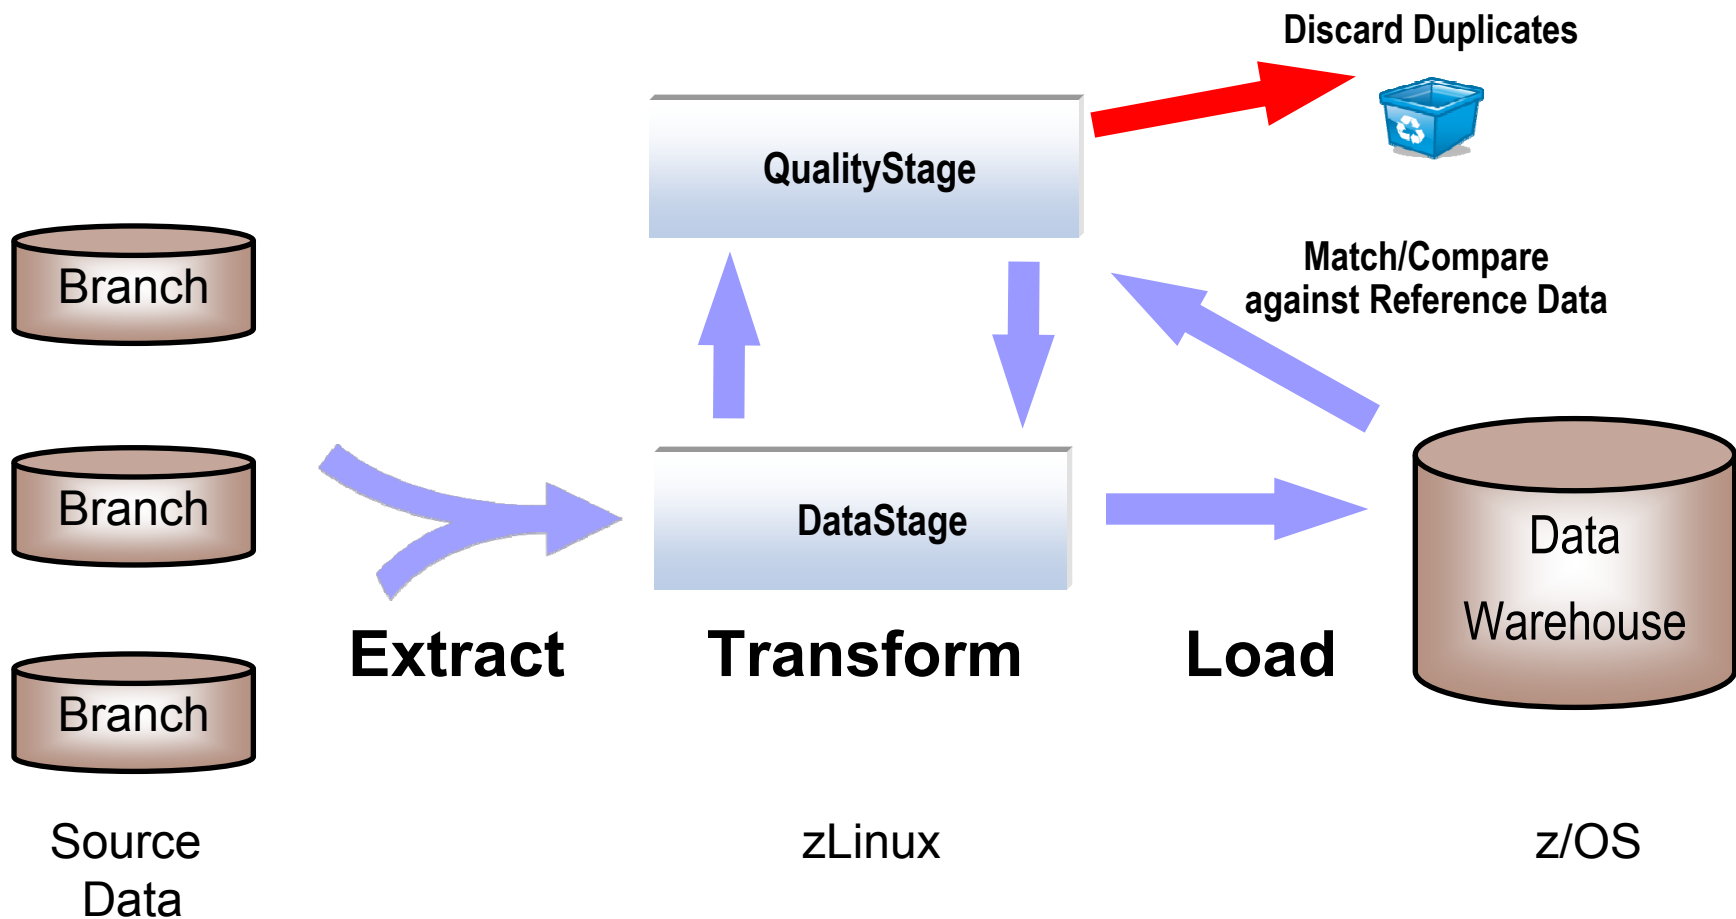 Discard Duplicates
QualityStage
Match/Compare
against Reference Data
Branch
Branch
Branch
DataStage
Data
Warehouse
Extract
Transform
Load
Source
Data
zLinux
z/OS